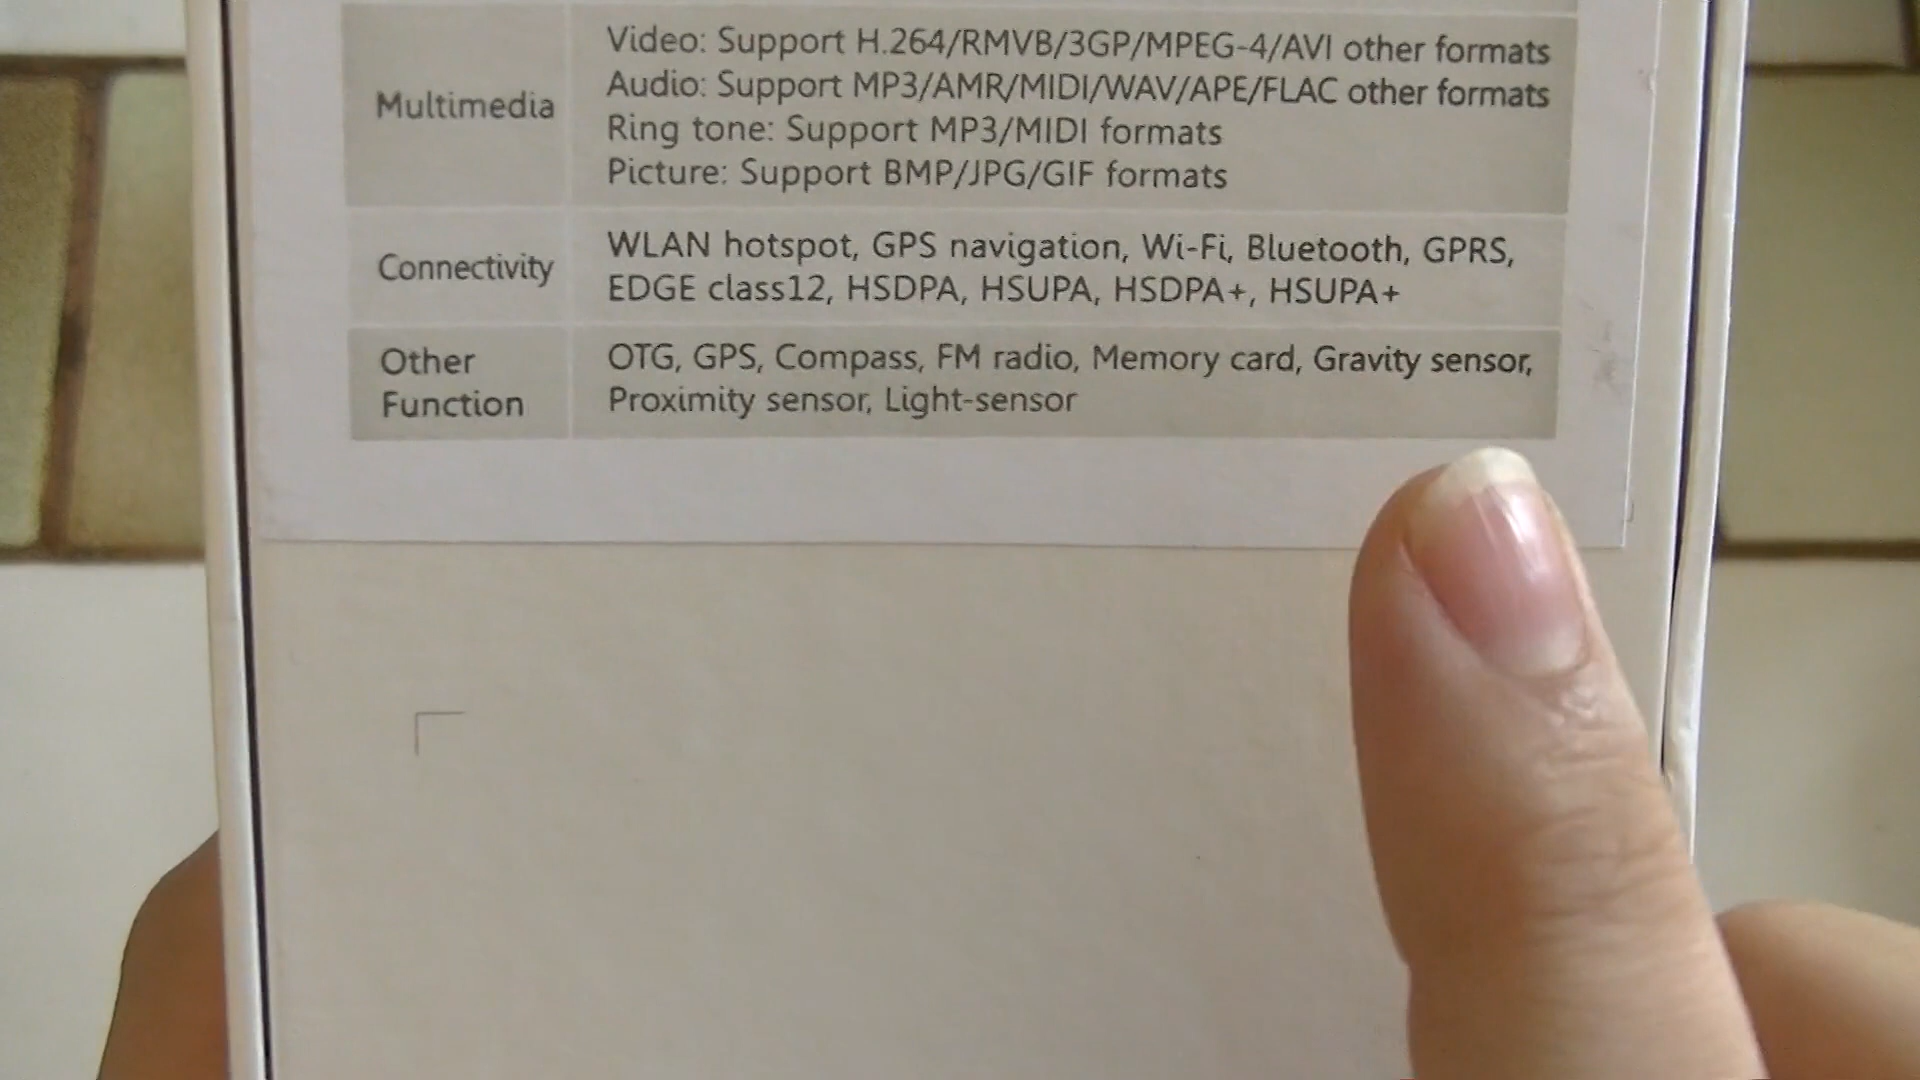 Multimedia
Video: Support H.264/RMVB/3GP/MPEG-4/AVI other formats
Audio: Support MP3/AMR/MIDI/WAV/APE/FLAC other formats
Ring tone: Support MP3/MIDI formats
Picture: Support BMP/JPG/GIF formats
Connectivity
WLAN hotspot, GPS navigation, Wi-Fi, Bluetooth, GPRS,
EDGE class12, HSDPA, HSUPA, HSDPA+, HSUPA+
Other
Function
OTG, GPS, Compass, FM radio, Memory card, Gravity sensor,
Proximity sensor, Light-sensor